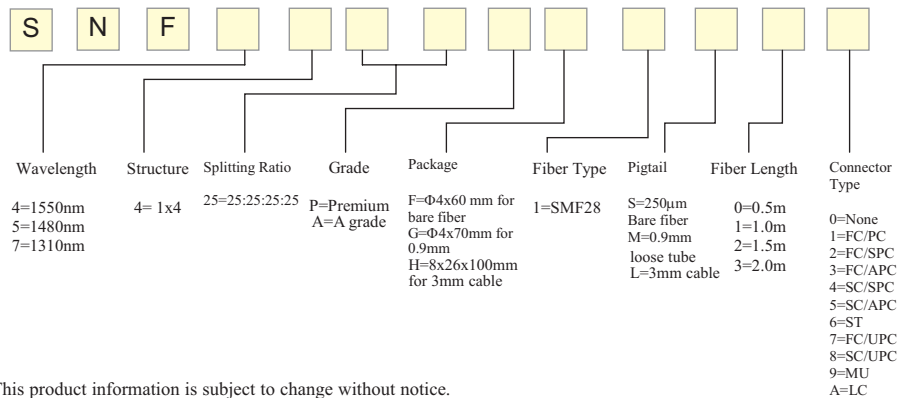 S N F
Wavelength
4=1550nm
5=1480nm
7=1310nm
Structure
4= 1x4
Splitting Ratio
25=25:25:25:25
Grade
P=Premium
A=A grade
Package
F=Φ4x60 mm for
bare fiber
G=Φ4x70mm for
0.9mm
H=8x26x100mm
for 3mm cable
Fiber Type
1=SMF28
Pigtail
S=250μm
Bare fiber
M=0.9mm
loose tube
L=3mm cable
Fiber Length
0=0.5m
1=1.0m
2=1.5m
3=2.0m
Connector
Type
0=None
1=FC/PC
2=FC/SPC
3=FC/APC
4=SC/SPC
5=SC/APC
6=ST
7=FC/UPC
8=SC/UPC
9=MU
A=LC
This product information is subject to change without notice.